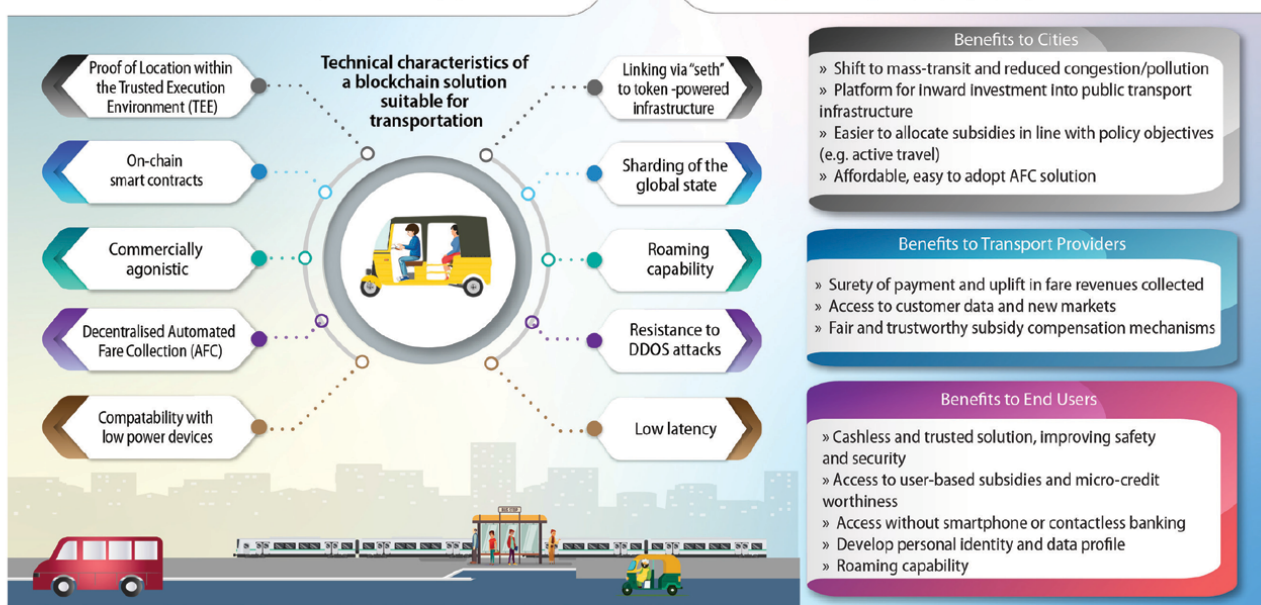 Technical characteristics of
a blockchain solution
suitable for
transportation
Proof of Location within
the Trusted Execution
Environment (TEE)
On-chain
smart contracts
Commercially
agonistic
Decentralised Automated
Fare Collection (AFC)
Compatability with
low power devices
Linking via "seth"
to token -powered
infrastructure
Sharding of the
global state
Roaming
capability
Resistance to
DDOS attacks
Low latency
Benefits to Cities
» Shift to mass-transit and reduced congestion/pollution
» Platform for Inward Investment into public transport
infrastructure
» Easier to allocate subsidies in line with policy objectives
(e.g. active travel)
» Affordable, easy to adopt AFC solution
Benefits to Transport Providers
» Surety of payment and uplift in fare revenues collected
» Access to customer data and new markets
» Fair and trustworthy subsidy compensation mechanisms
Benefits to End Users
» Cashless and trusted solution, improving safety
and security
» Access to user-based subsidies and micro-credit
worthiness
» Access without smartphone or contactless banking
» Develop personal identity and data profile
» Roaming capability